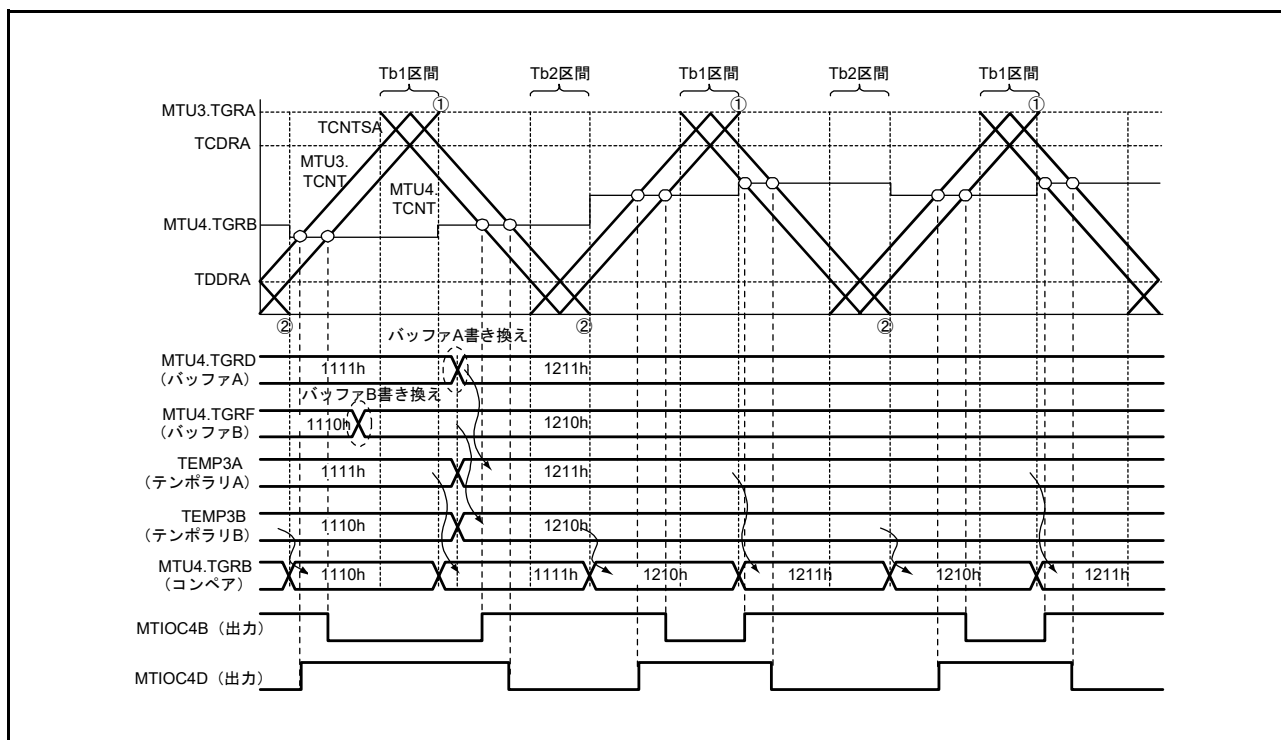 Tb1区間 Tb2区間 Tb1区間 Tb2区間 Tb1区間
MTU3.TGRA ① ① ①
TCNTSA
TCDRA
MTU3.
TCNT
MTU4
TCNT
MTU4.TGRB
TDDRA
② ② ②
バッファA書き換え
MTU4.TGRD
(バッファA)
1111h 1211h
バッファB書き換え
MTU4.TGRF
(バッファB)
1110h 1210h
TEMP3A
(テンポラリA)
1111h 1211h
TEMP3B
(テンポラリB)
1110h 1210h
MTU4.TGRB
(コンペア)
1110h 1111h 1210h 1211h 1210h 1211h
MTIOC4B(出力)
MTIOC4D(出力)